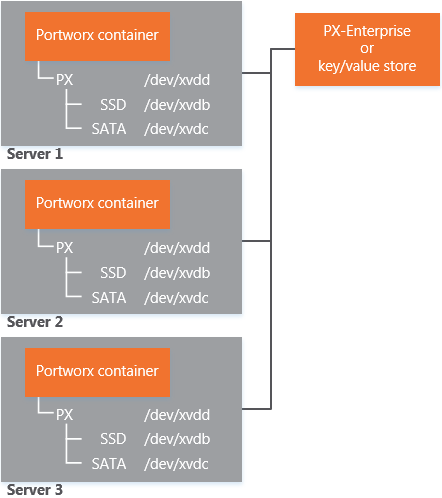 Portworx container
PX /dev/xvdd
SSD /dev/xvdb
SATA /dev/xvdc
Server 1
PX-Enterprise
or
key/value store
Portworx container
PX /dev/xvdd
SSD /dev/xvdb
SATA /dev/xvdc
Server 2
Portworx container
PX /dev/xvdd
SSD /dev/xvdb
SATA /dev/xvdc
Server 3